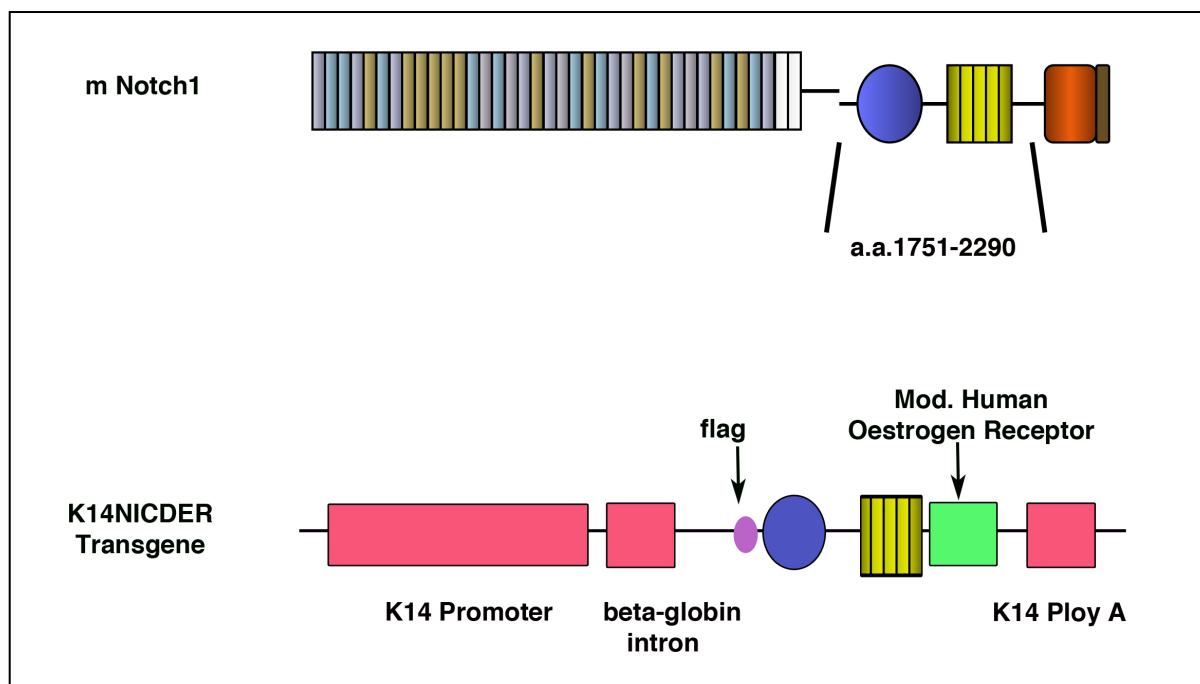 m Notch1
a.a.1751-2290
Mod. Human
Oestrogen Receptor
flag
K14NICDER
Transgene
K14 Promoter
beta-globin
intron
K14 Ploy A